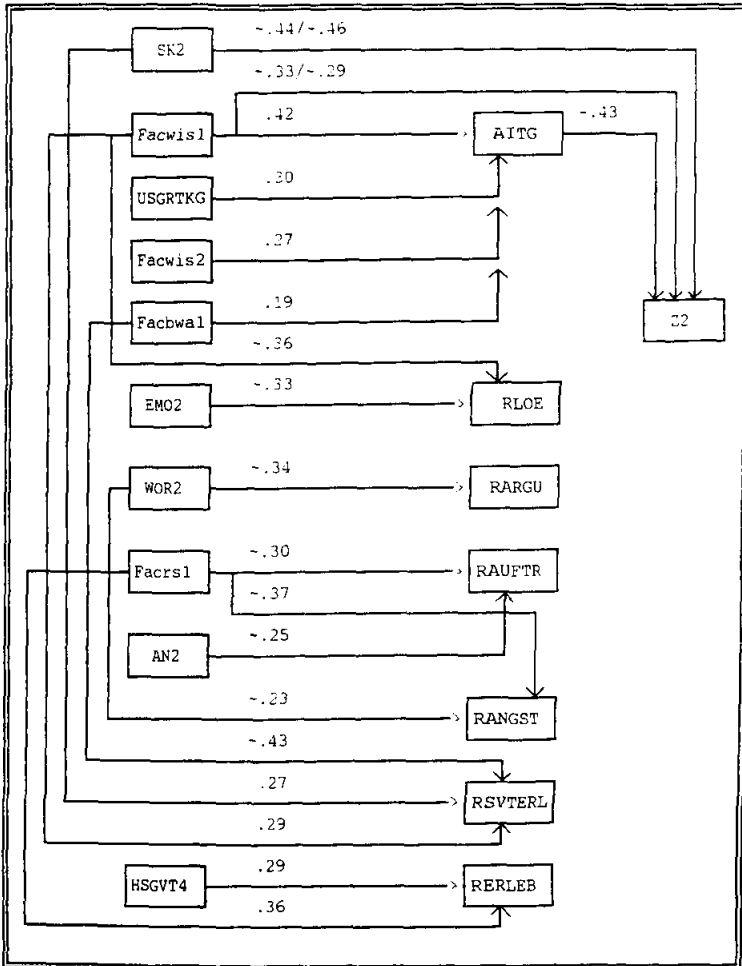 -.44/-.46
SK2
-.33/-.29
.42
-.43
Facwis1
AITG
.30
USGRTKG
.27
Facwis2
.19
Facbwa1
Z2
-.36
-.33
EMO2
RLOE
-.34
WOR2
RARGU
-.30
Facrs1
RAUFTR
-.37
-.25
AN2
-.23
RANGST
-.43
.27
RSVTERL
.29
.29
HSGVT4
RERLEB
.36